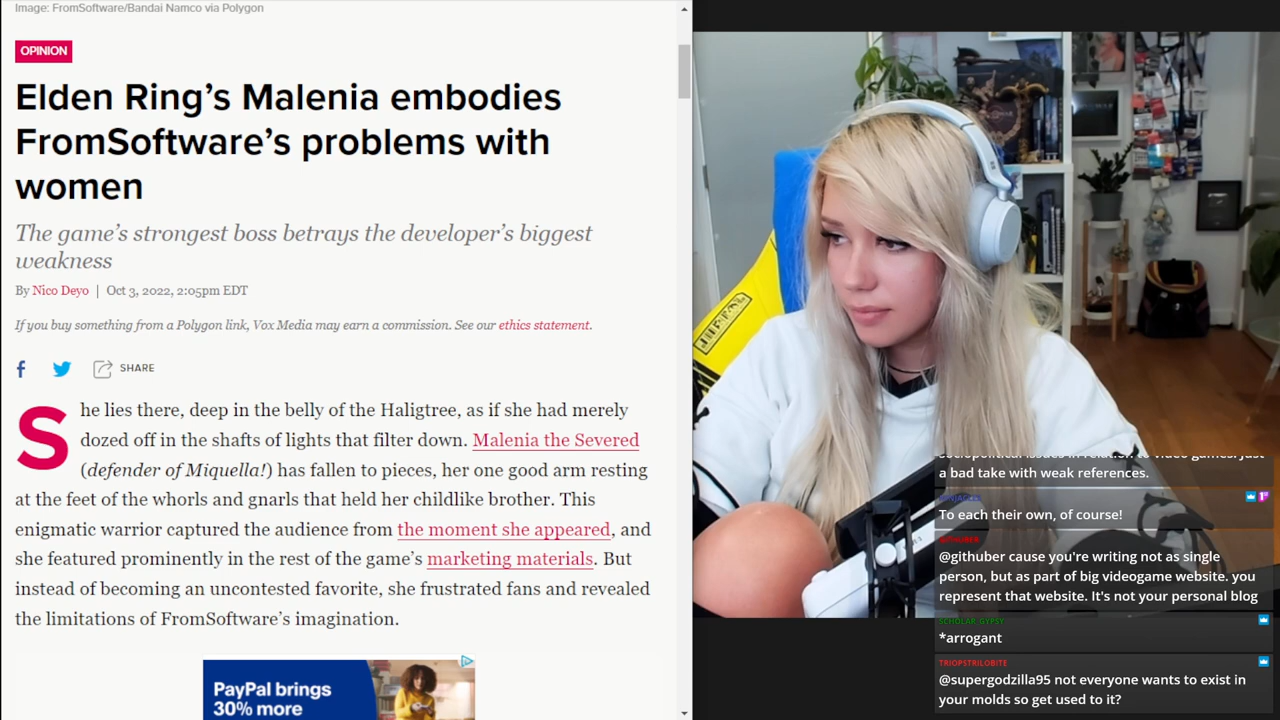 Image: FromSoftware/Bandai Namco via Polygon
OPINION
Elden Ring’s Malenia embodies
FromSoftware’s problems with
women
The game’s strongest boss betrays the developer’s biggest
weakness
By Nico Deyo | Oct 3, 2022, 2:05pm EDT
If you buy something from a Polygon link, Vox Media may earn a commission. See our ethics statement.
SHARE
She lies there, deep in the belly of the Haligtree, as if she had merely
dozed off in the shafts of lights that filter down. Malenia the Severed
(defender of Miquella!) has fallen to pieces, her one good arm resting
at the feet of the whorls and gnarls that held her childlike brother. This
enigmatic warrior captured the audience from the moment she appeared, and
she featured prominently in the rest of the game’s marketing materials. But
instead of becoming an uncontested favorite, she frustrated fans and revealed
the limitations of FromSoftware’s imagination.
PayPal brings
30% more
sociopolitical issues in relation to video games. Just
a bad take with weak references.
To each their own, of course!
GITHUBER
@githuber cause you're writing not as single
person, but as part of big videogame website. you
represent that website. It's not your personal blog
SCHOLAR_GYPSY
*arrogant
TRIOPSTRILOBITE
@supergodzilla95 not everyone wants to exist in
your molds so get used to it?